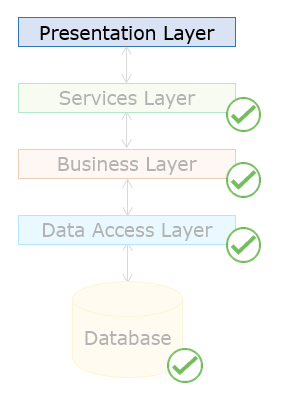 Presentation Layer
Services Layer
Business Layer
Data Access Layer
Database